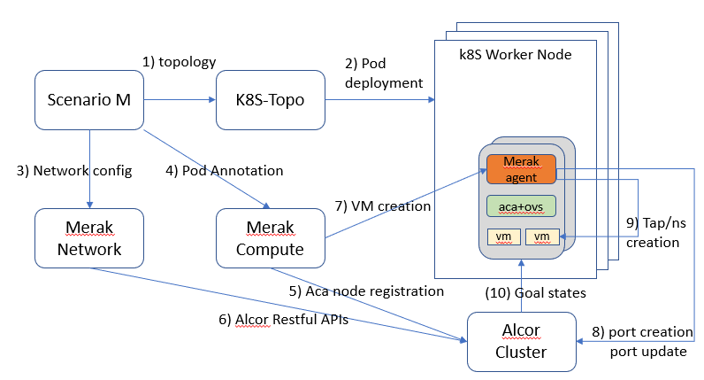 k8S Worker Node
1) topology
2) Pod
deployment
Scenario M
K8S-Topo
3) Network config
4) Pod Annotation
Merak
agent
7) VM creation
aca+ovs
vm
vm
9) Tap/ns
creation
Merak
Network
Merak
Compute
5) Aca node registration
(10) Goal states
6) Alcor Restful APIs
Alcor
Cluster
8) port creation
port update